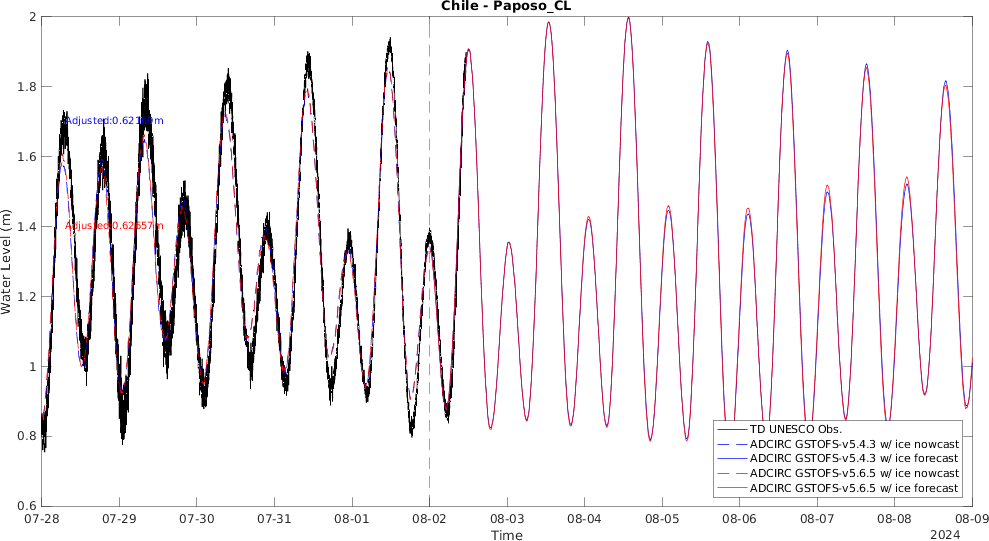 Chile - Paposo_CL
2
1.8
1.6
1.4
1.2
1
0.8
0.6
Water Level (m)
Adjusted:0.62657m
TD UNESCO Obs.
ADCIRC GSTOFS-v5.4.3 w/ ice nowcast
ADCIRC GSTOFS-v5.4.3 w/ ice forecast
ADCIRC GSTOFS-v5.6.5 w/ ice nowcast
ADCIRC GSTOFS-v5.6.5 w/ ice forecast
07-28 07-29 07-30 07-31 08-01 08-02 08-03 08-04 08-05 08-06 08-07 08-08 08-09
Time
2024